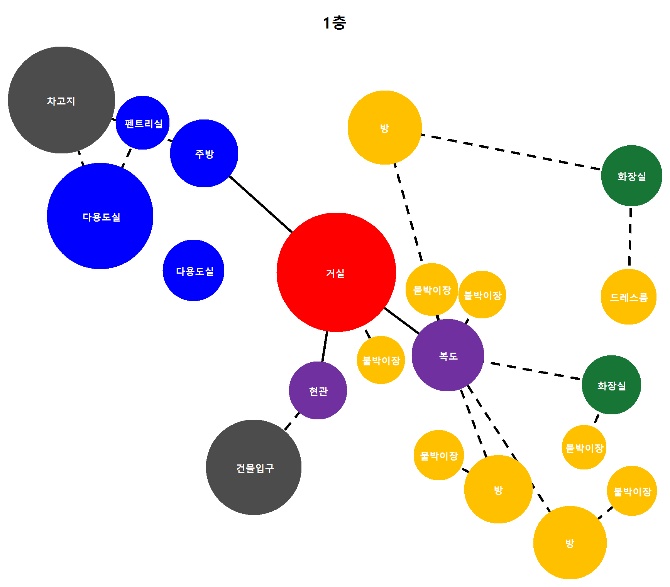 1층
차고지
펜트리실
주방
방
화장실
다용도실
다용도실
거실
붙박이장
붙박이장
드레스룸
복도
붙박이장
현관
화장실
붙박이장
붙박이장
건물입구
방
붙박이장
방